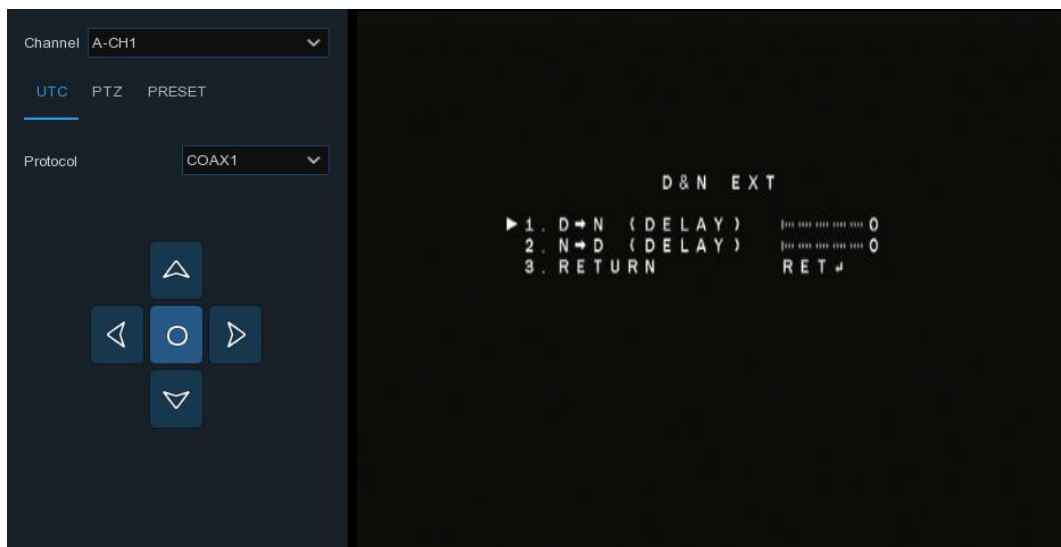 Channel A-CH1
UTC PTZ PRESET
Protocol COAX1
D&N EXT
1. D➡N (DELAY) 0
2. N➡D (DELAY) 0
3. RETURN RET↲